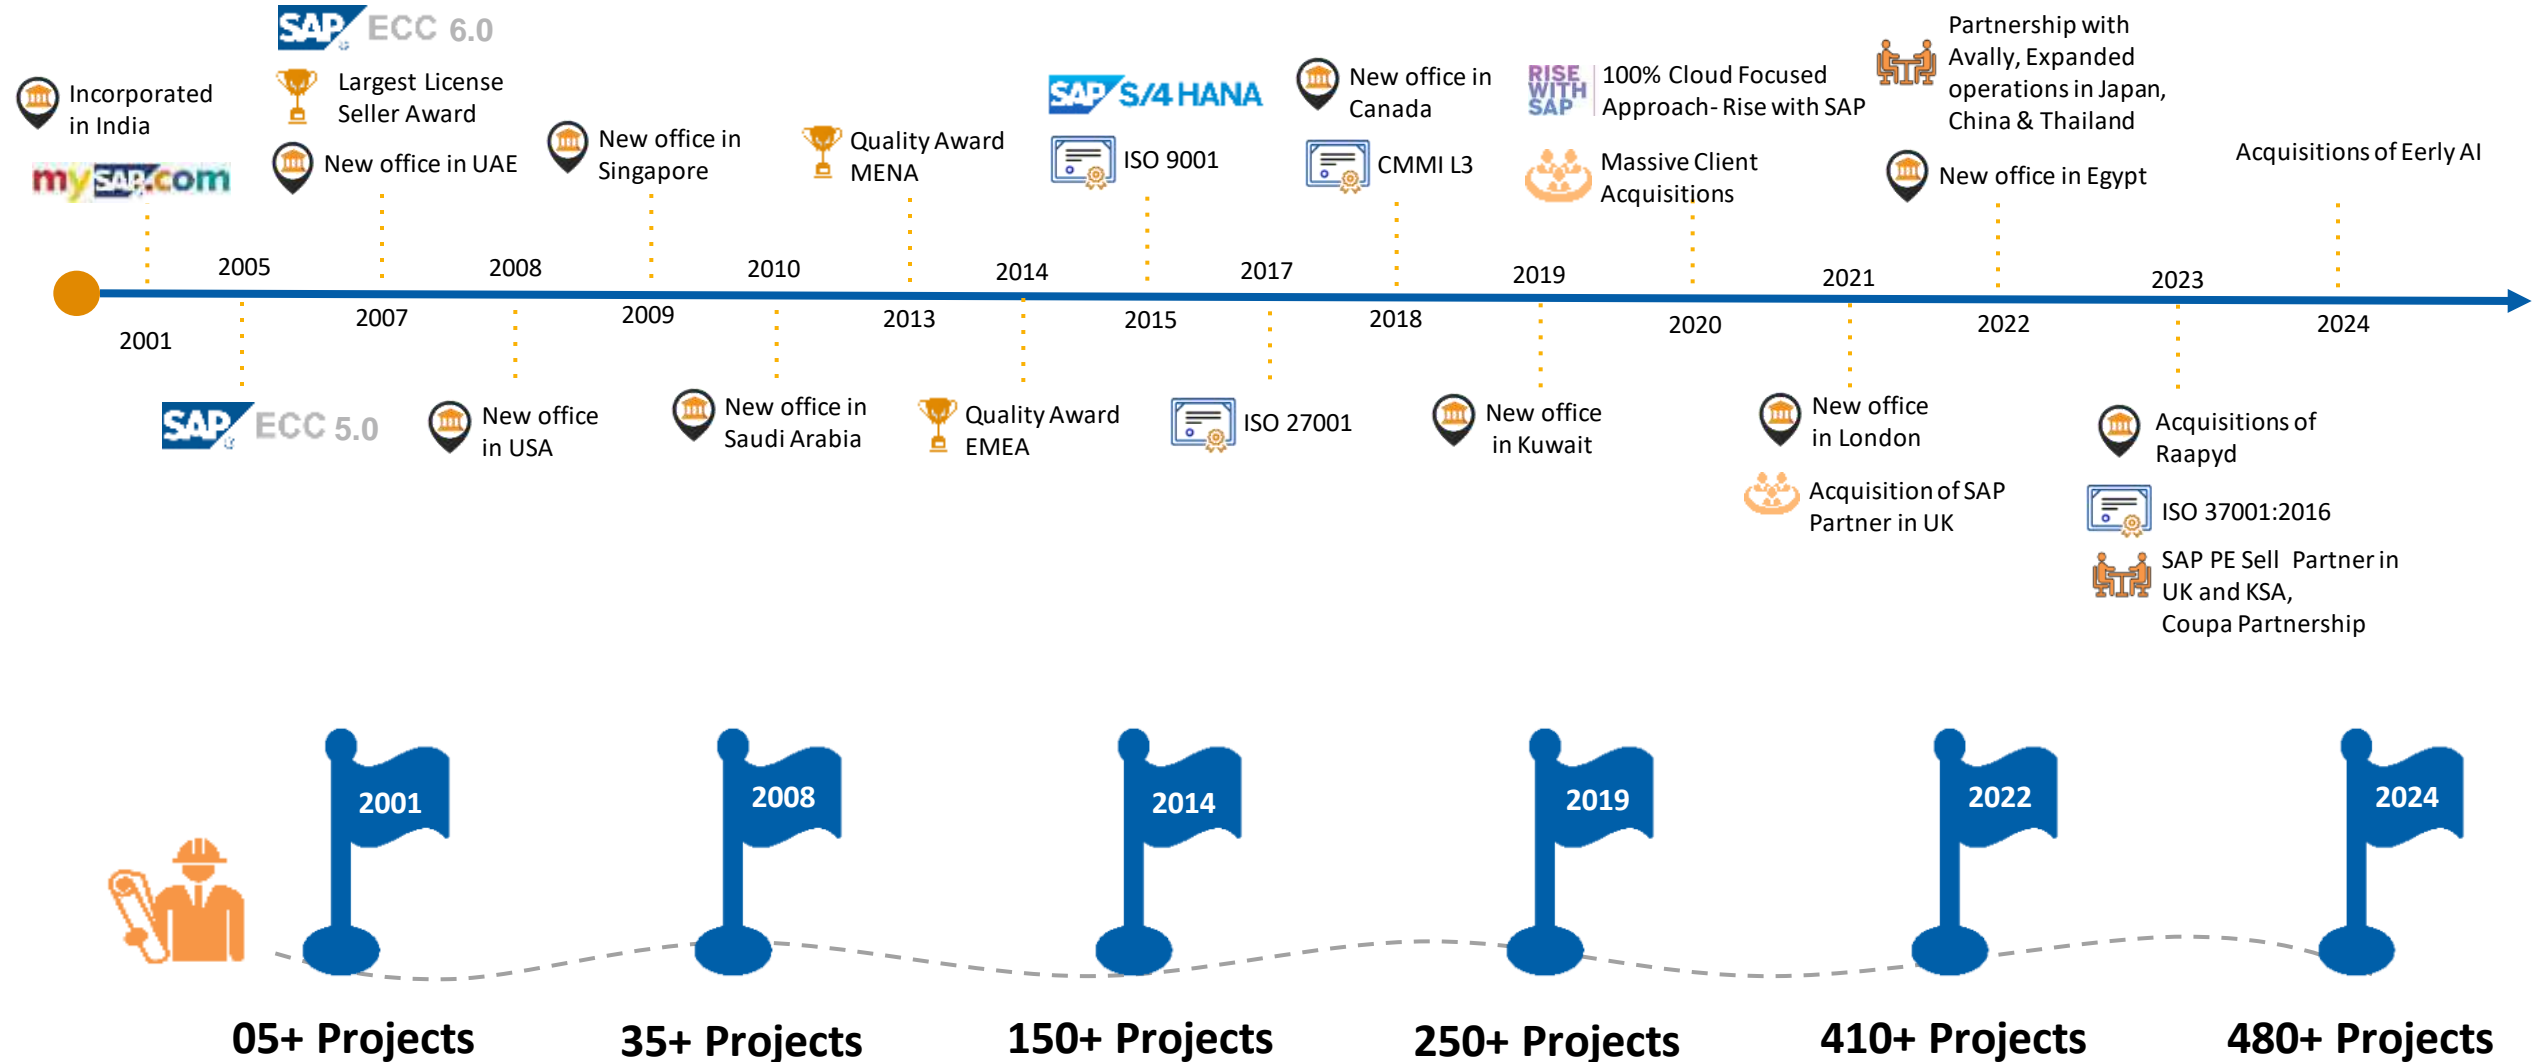 Incorporated
in India
mySAP.com
SAP ECC 6.0
Largest License
Seller Award
New office in UAE
New office in
Singapore
Quality Award
MENA
SAP S/4HANA
ISO 9001
New office in
Canada
CMMI L3
RISE
WITH
SAP
100% Cloud Focused
Approach- Rise with SAP
Massive Client
Acquisitions
Partnership with
Avally, Expanded
operations in Japan,
China & Thailand
New office in Egypt
Acquisitions of Eerly AI
2005
2008
2010
2014
2017
2019
2021
2023
2001
2007
2009
2013
2015
2018
2020
2022
2024
SAP ECC 5.0
New office
in USA
New office in
Saudi Arabia
Quality Award
EMEA
ISO 27001
New office
in Kuwait
New office
in London
Acquisition of SAP
Partner in UK
Acquisitions of
Raapyd
ISO 37001:2016
SAP PE Sell Partner in
UK and KSA,
Coupa Partnership
2001
2008
2014
2019
2022
2024
05+ Projects
35+ Projects
150+ Projects
250+ Projects
410+ Projects
480+ Projects